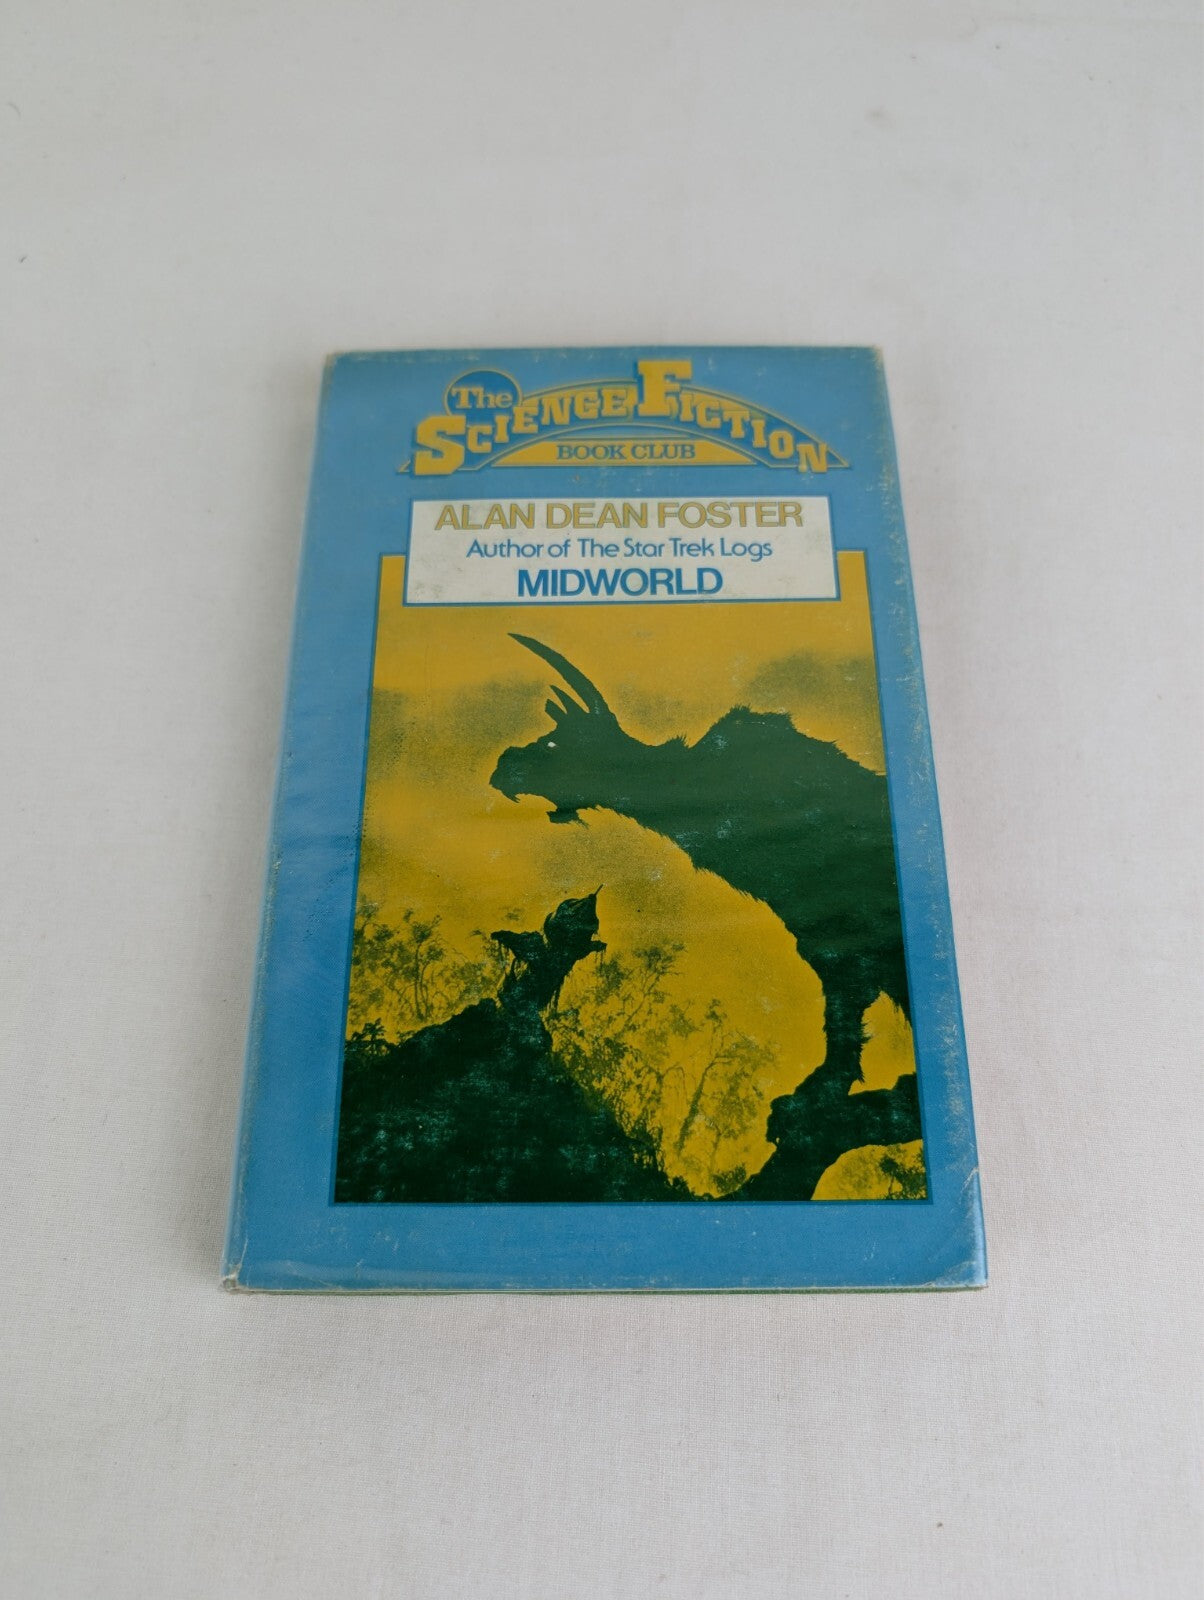 The
SCIENCE FICTION
BOOK CLUB
ALAN DEAN FOSTER
Author of The Star Trek Logs
MIDWORLD